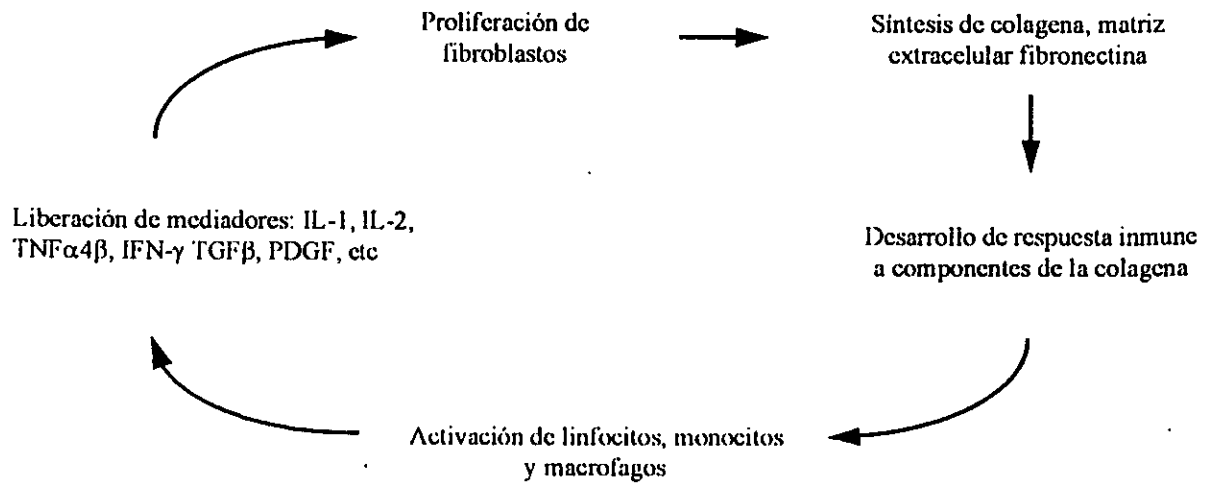 Proliferación de
fibroblastos
Síntesis de colagena, matriz
extracelular fibronectina
Liberación de mediadores: IL-1, IL-2,
TNFα4β, IFN-γ TGFβ, PDGF, etc
Desarrollo de respuesta inmune
a componentes de la colagena
Activación de linfocitos, monocitos
y macrofagos